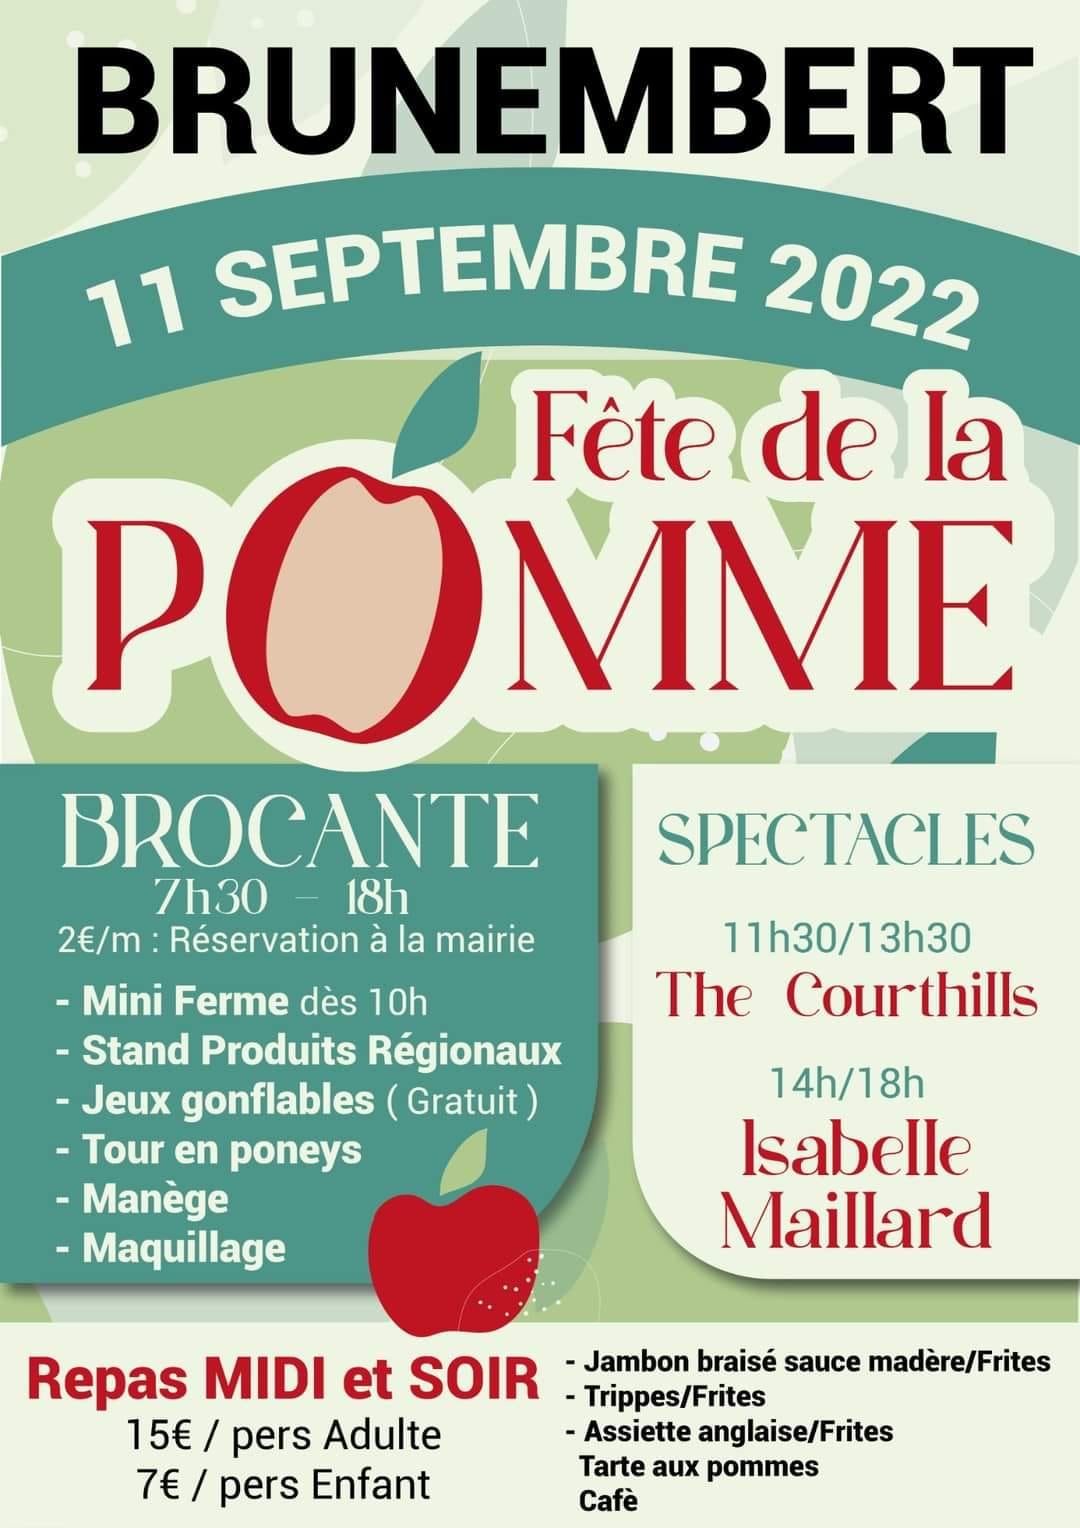 BRUNEMBERT
11 SEPTEMBRE 2022
Fête de la
POMME
BROCANTE
7h30 – 18h
2€/m : Réservation à la mairie
- Mini Ferme dès 10h
- Stand Produits Régionaux
- Jeux gonflables ( Gratuit )
- Tour en poneys
- Manège
- Maquillage
SPECTACLES
11h30/13h30
The Courthills
14h/18h
Isabelle
Maillard
Repas MIDI et SOIR
15€ / pers Adulte
7€ / pers Enfant
- Jambon braisé sauce madère/Frites
- Trippes/Frites
- Assiette anglaise/Frites
Tarte aux pommes
Cafè